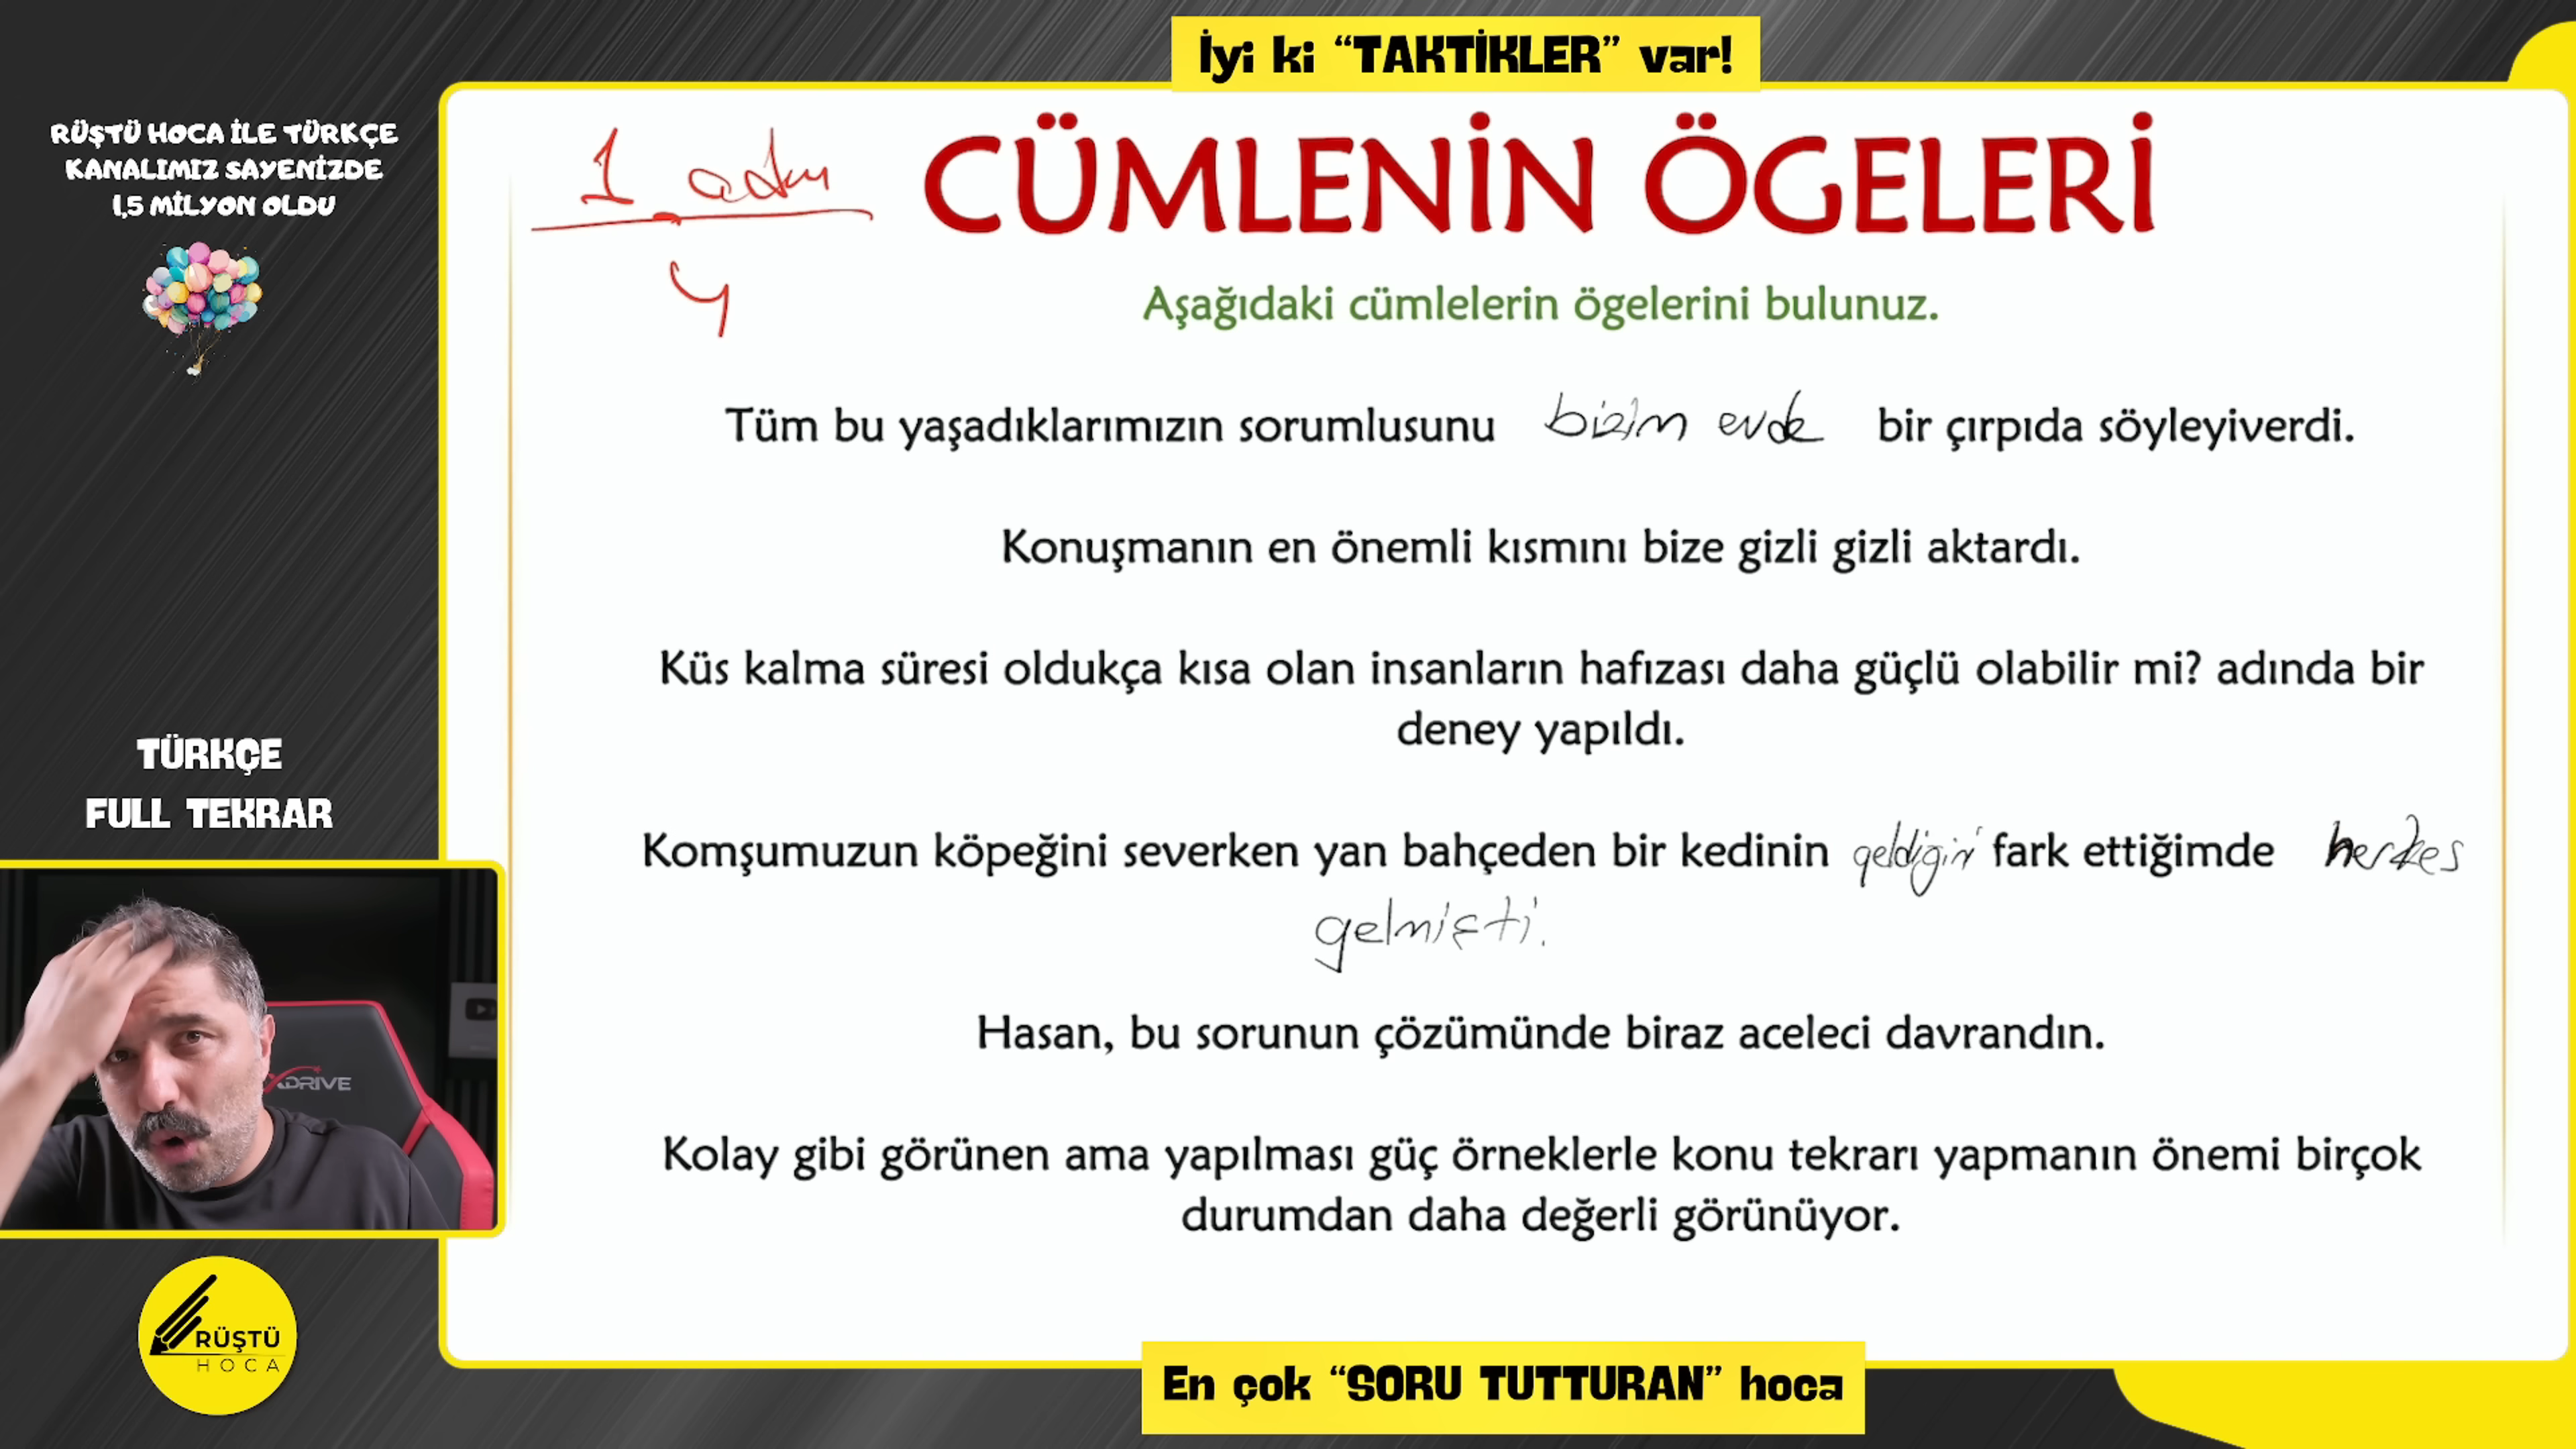 İyi ki “TAKTİKLER” var!
RÜŞTÜ HOCA İLE TÜRKÇE
KANALIMIZ SAYENİZDE
1,5 MİLYON OLDU
1. adım
CÜMLENİN ÖGELERİ
Aşağıdaki cümlelerin ögelerini bulunuz.
Tüm bu yaşadıklarımızın sorumlusunu bizim evde bir çırpıda söyleyiverdi.
Konuşmanın en önemli kısmını bize gizli gizli aktardı.
Küs kalma süresi oldukça kısa olan insanların hafızası daha güçlü olabilir mi? adında bir
deney yapıldı.
Komşumuzun köpeğini severken yan bahçeden bir kedinin geldiğini fark ettiğimde herkes
gelmişti.
Hasan, bu sorunun çözümünde biraz aceleci davrandın.
Kolay gibi görünen ama yapılması güç örneklerle konu tekrarı yapmanın önemi birçok
durumdan daha değerli görünüyor.
TÜRKÇE
FULL TEKRAR
XDRIVE
RÜŞTÜ
HOCA
En çok “SORU TUTTURAN” hoca